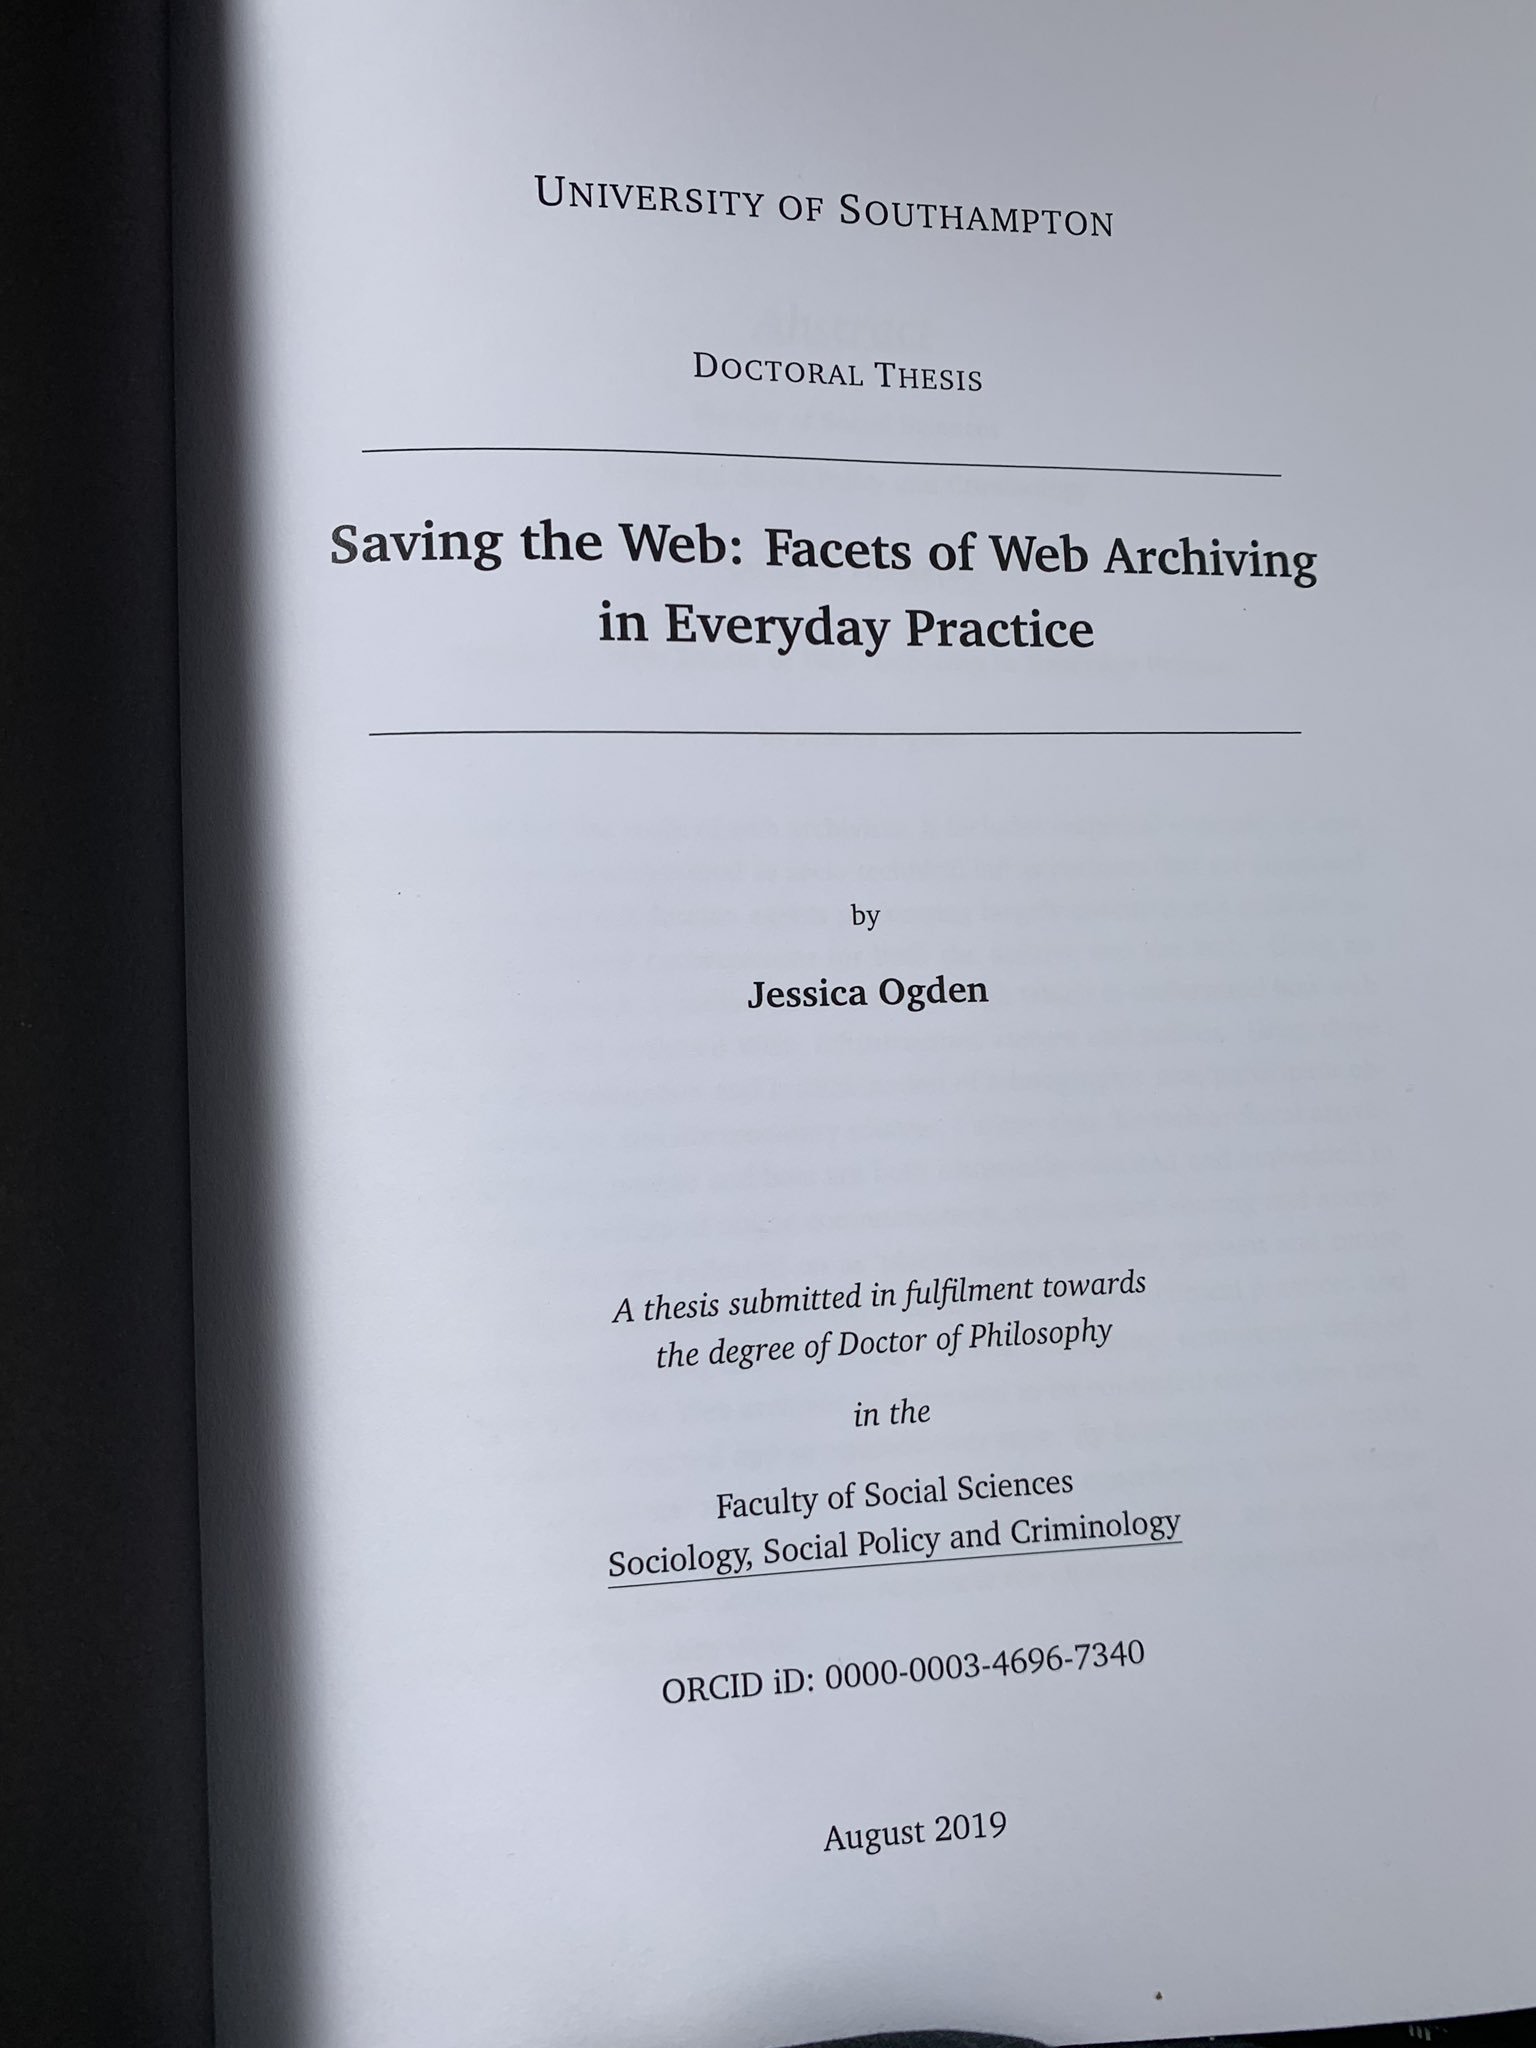 UNIVERSITY OF SOUTHAMPTON
DOCTORAL THESIS
Saving the Web: Facets of Web Archiving
in Everyday Practice
by
Jessica Ogden
A thesis submitted in fulfilment towards
the degree of Doctor of Philosophy
in the
Faculty of Social Sciences
Sociology, Social Policy and Criminology
ORCID iD: 0000-0003-4696-7340
August 2019